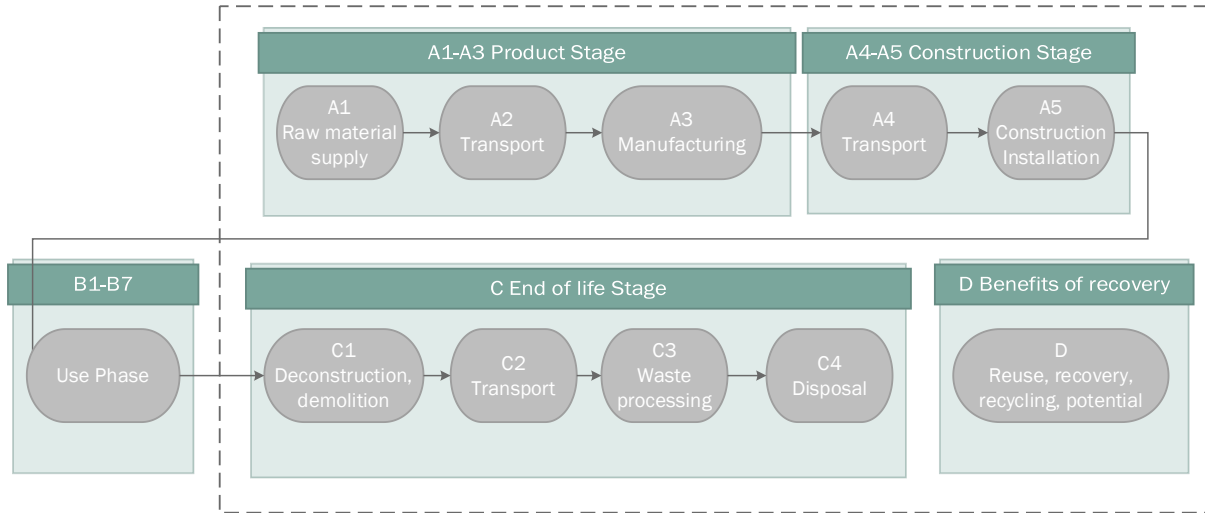 A1-A3 Product Stage
A4-A5 Construction Stage
A1
Raw material
supply
A2
Transport
A3
Manufacturing
A4
Transport
A5
Construction
Installation
B1-B7
C End of life Stage
D Benefits of recovery
Use Phase
C1
Deconstruction,
demolition
C2
Transport
C3
Waste
processing
C4
Disposal
D
Reuse, recovery,
recycling, potential